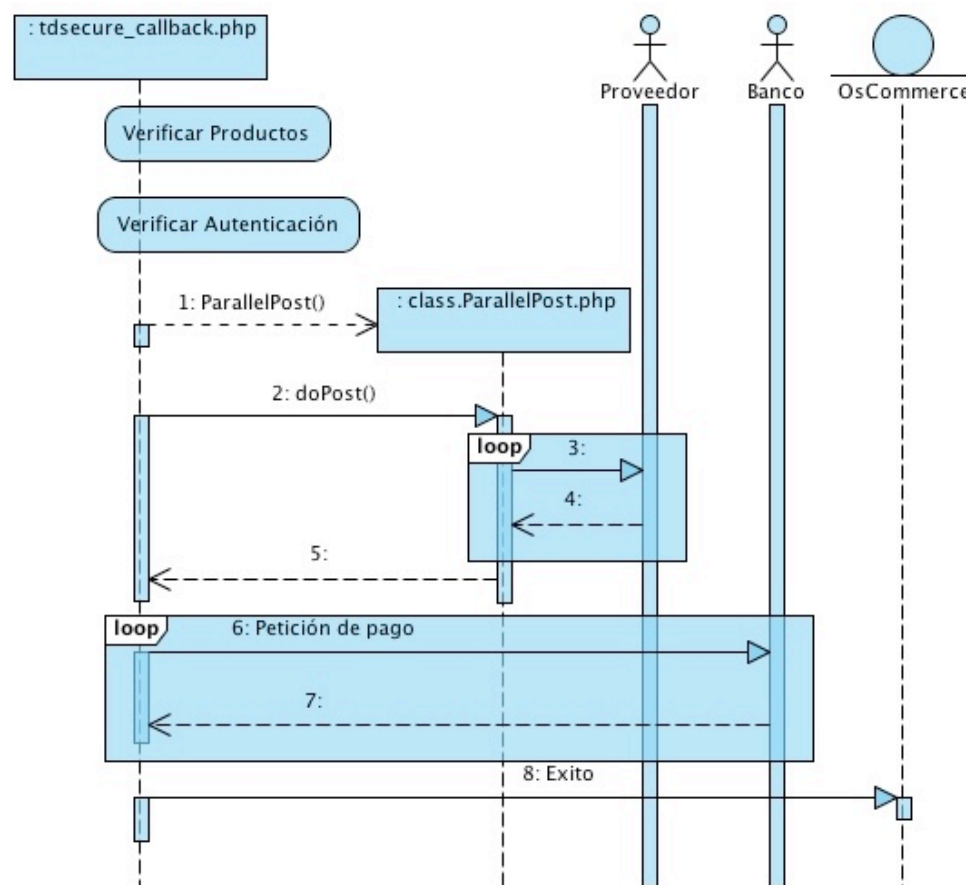 : tdsecure_callback.php
Proveedor
Banco
OsCommerce
Verificar Productos
Verificar Autenticación
1: ParallelPost()
: class.ParallelPost.php
2: doPost()
loop
3:
4:
5:
loop
6: Petición de pago
7:
8: Exito